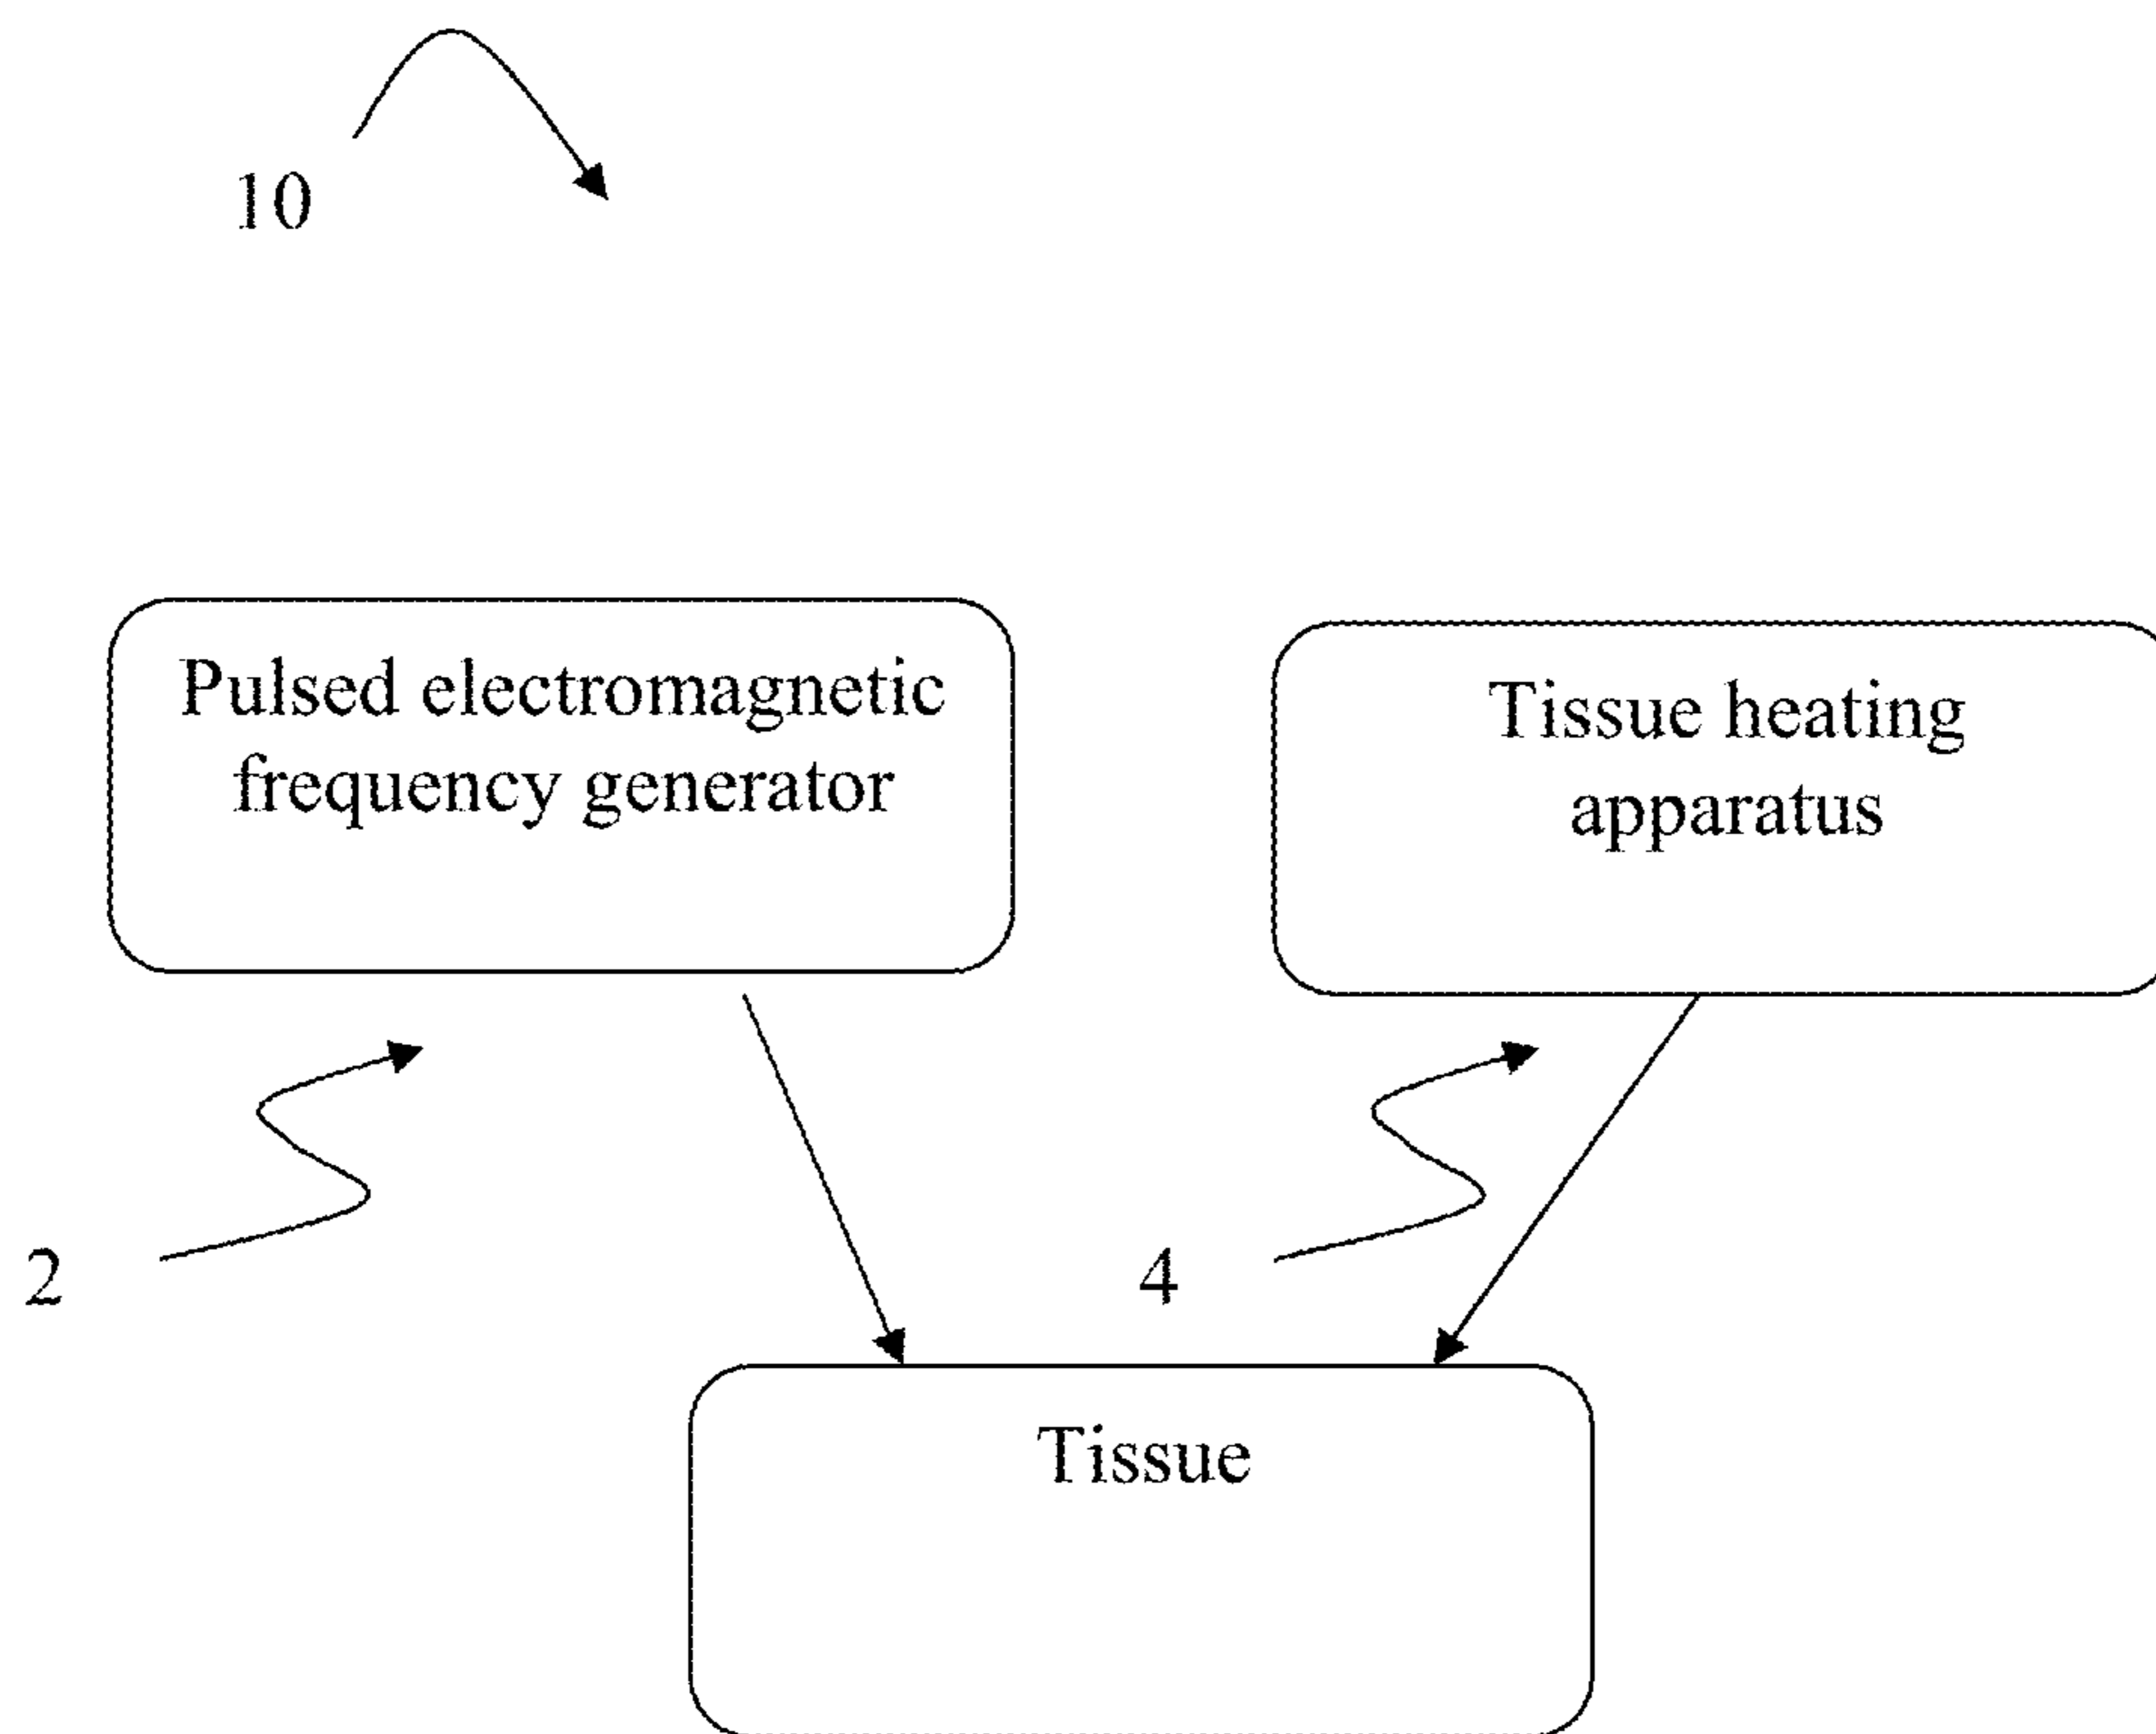 10
Pulsed electromagnetic
frequency generator
Tissue heating
apparatus
2
4
Tissue